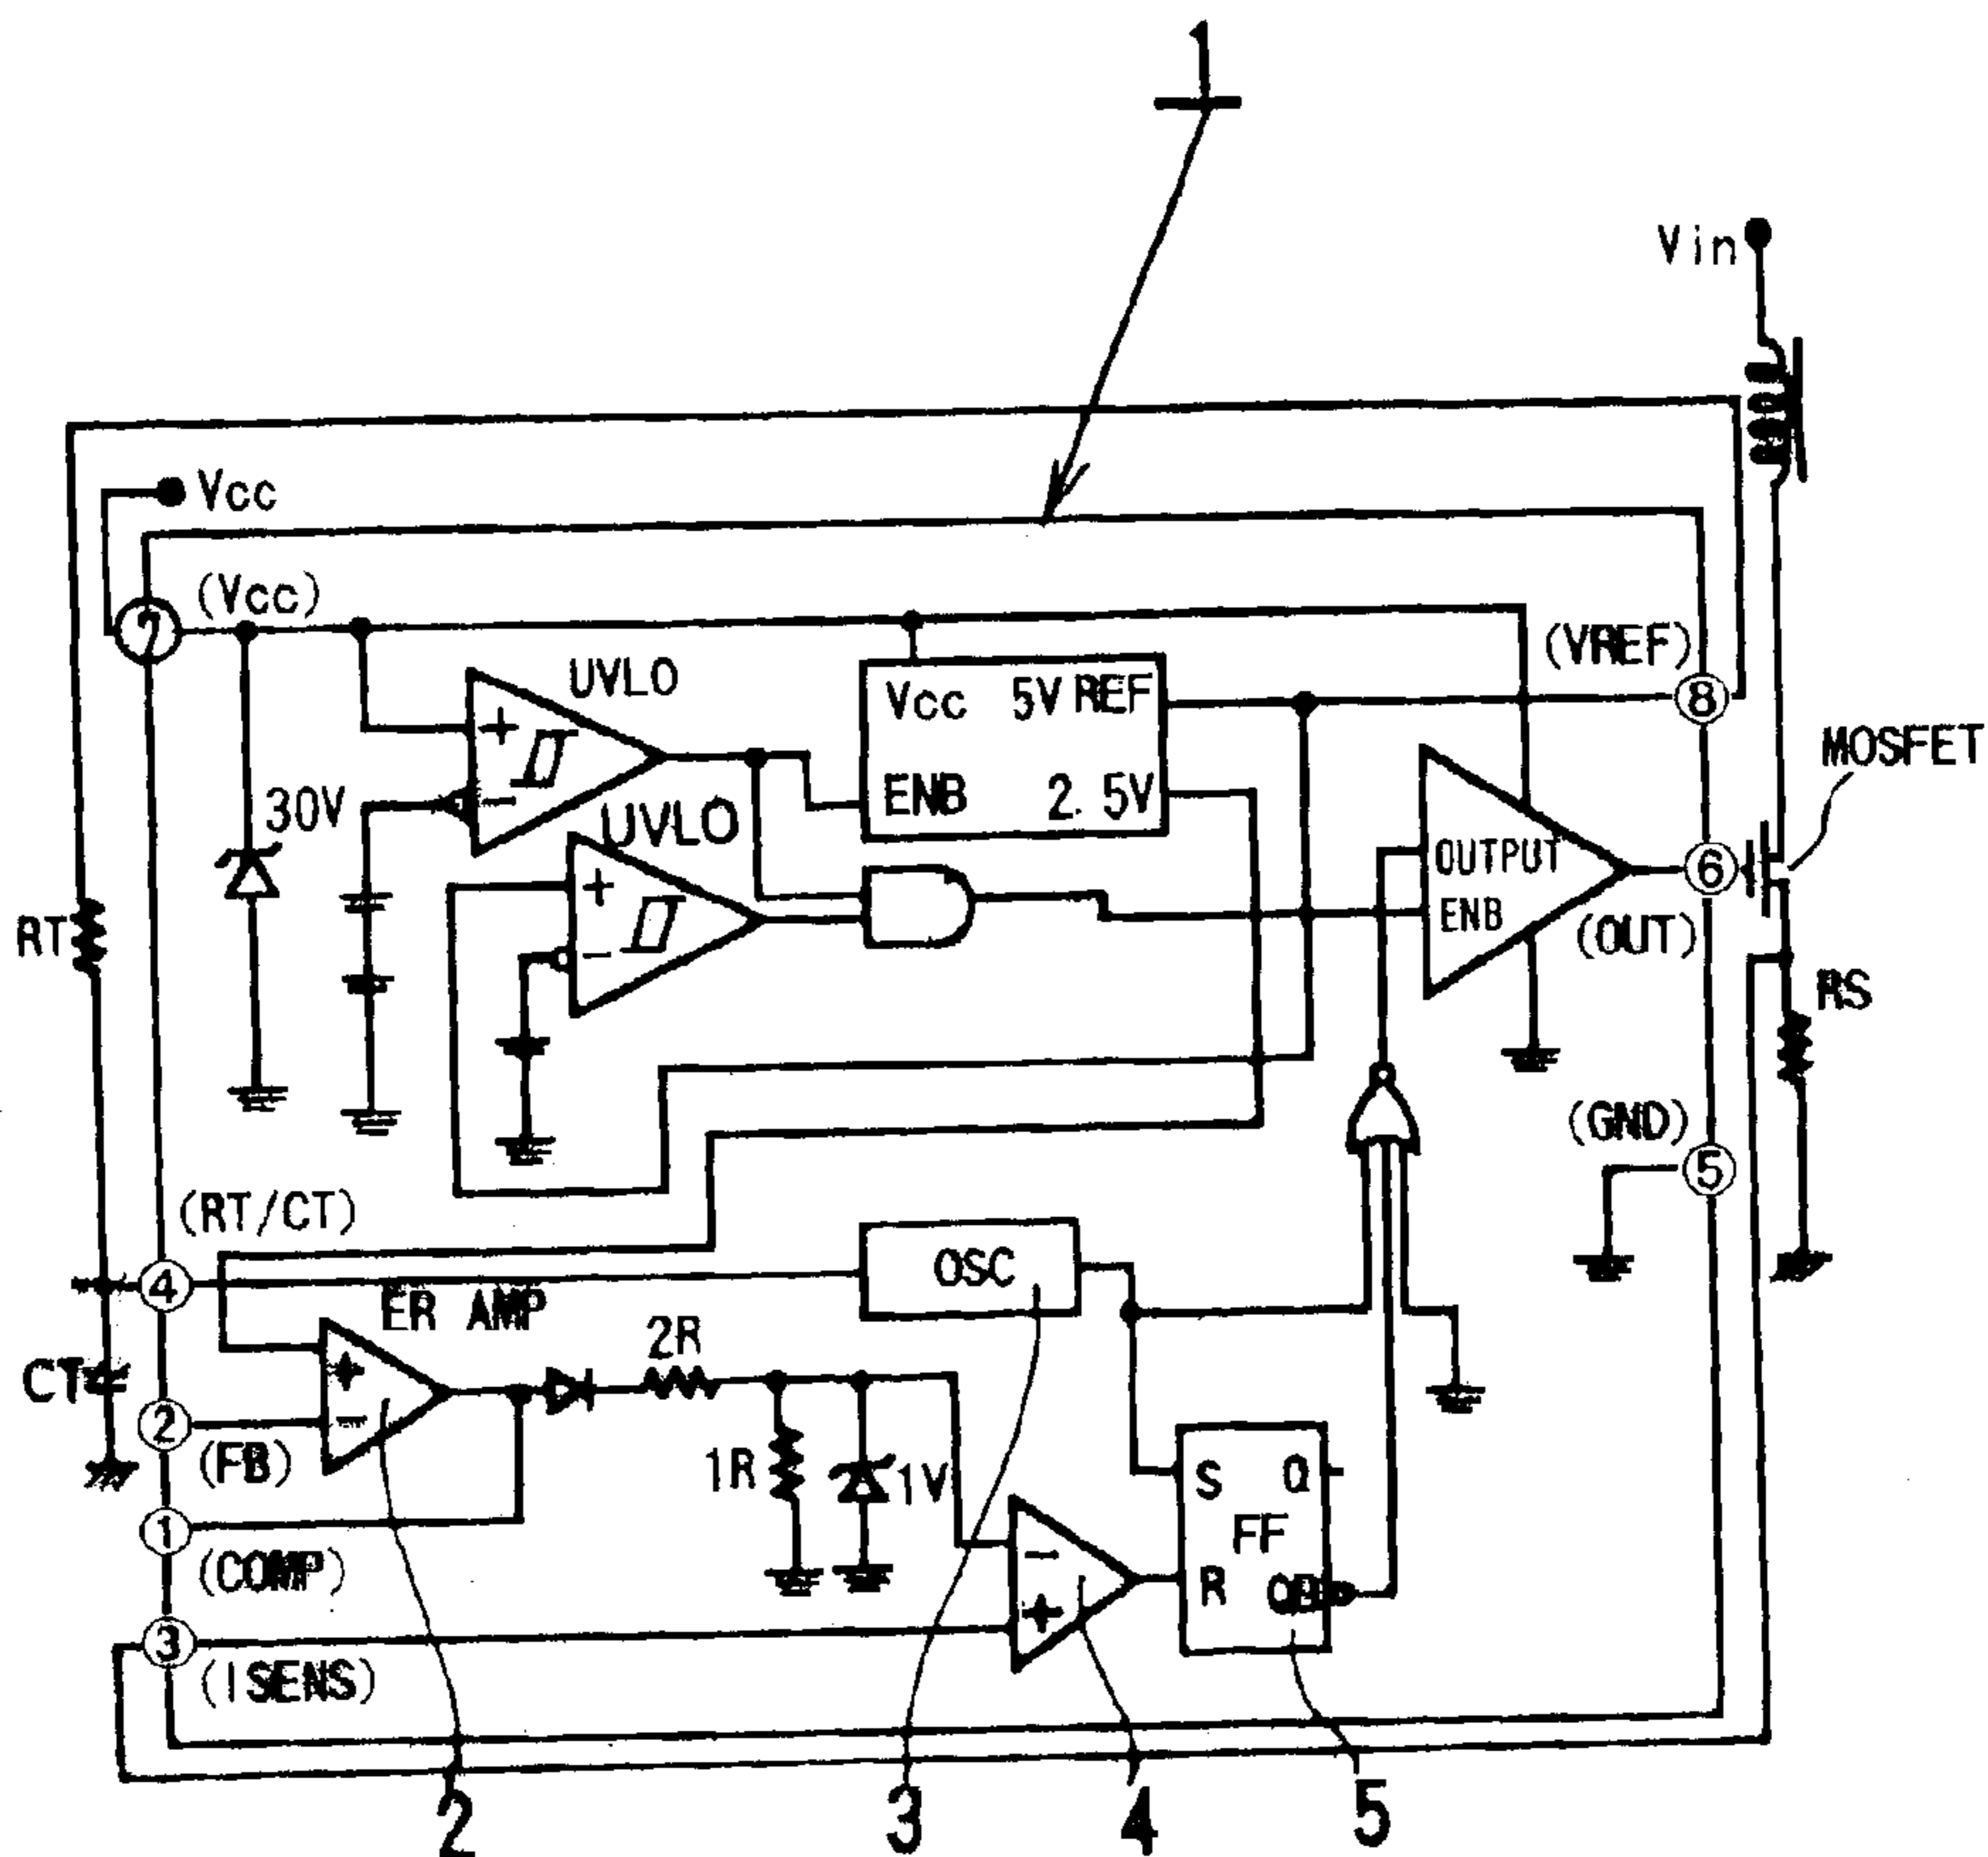 1
Vin
Vcc
(Vcc)
7
UVLO
(VREF)
8
Vcc 5V REF
MOSFET
30V
ENB 2.5V
UVLO
OUTPUT
6
ENB
(OUT)
RT
RS
(GND)
5
(RT/CT)
4
OSC
ER AMP
2R
CT
2
(FB)
1R
1V
S Q
FF
1
(COMP)
R QB
3
(ISENS)
2
3
4
5